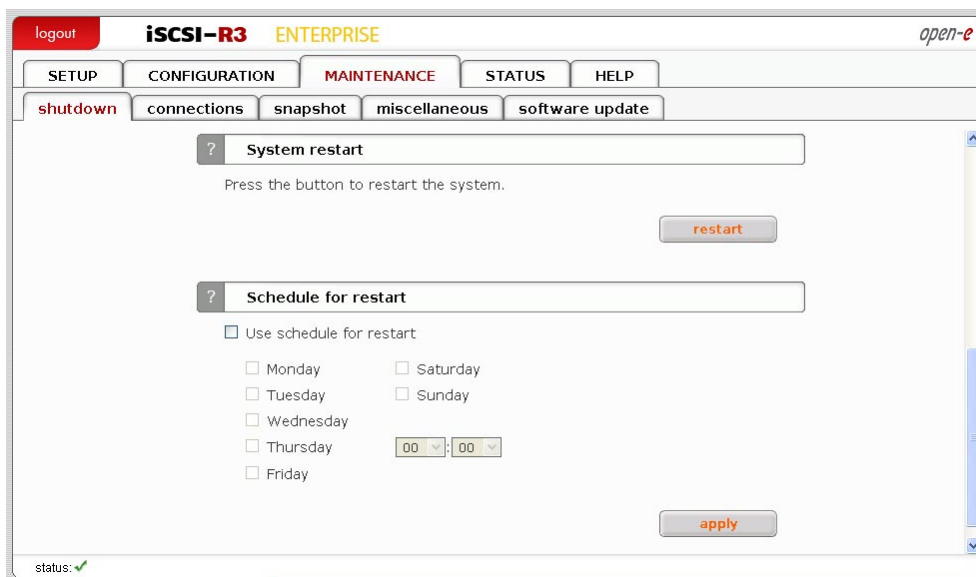 logout iSCSI-R3 ENTERPRISE open-e
SETUP CONFIGURATION MAINTENANCE STATUS HELP
shutdown connections snapshot miscellaneous software update
? System restart
Press the button to restart the system.
restart
? Schedule for restart
Use schedule for restart
Monday Saturday
Tuesday Sunday
Wednesday
Thursday 00 : 00
Friday
apply
status: